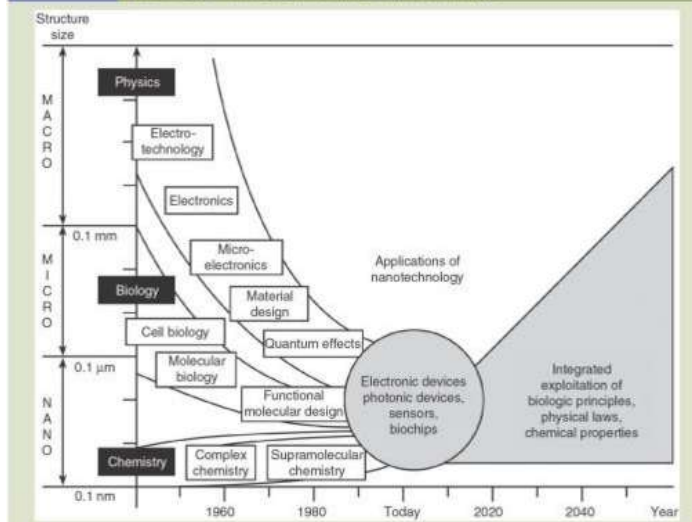 Structure
size
MACRO
0.1 mm
MICRO
0.1 µm
NANO
0.1 nm
Physics
Electro-
technology
Electronics
Micro-
electronics
Material
design
Quantum effects
Biology
Cell biology
Molecular
biology
Functional
molecular design
Chemistry
Complex
chemistry
Supramolecular
chemistry
Applications of
nanotechnology
Electronic devices
photonic devices,
sensors,
biochips
Integrated
exploitation of
biologic principles,
physical laws,
chemical properties
1960
1980
Today
2020
2040
Year